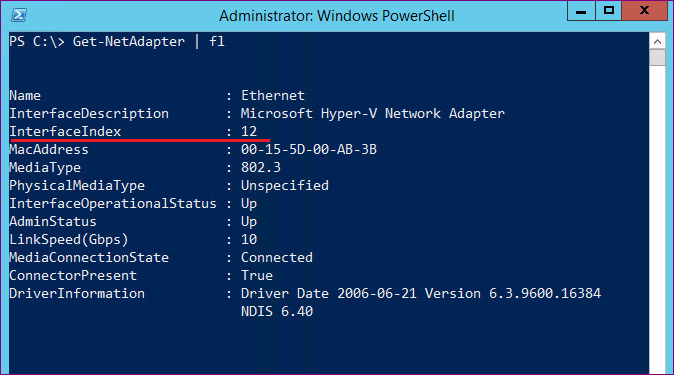 Administrator: Windows PowerShell
PS C:\> Get-NetAdapter | fl
Name                       : Ethernet
InterfaceDescription       : Microsoft Hyper-V Network Adapter
InterfaceIndex             : 12
MacAddress                 : 00-15-5D-00-AB-3B
MediaType                  : 802.3
PhysicalMediaType          : Unspecified
InterfaceOperationalStatus : Up
AdminStatus                : Up
LinkSpeed(Gbps)            : 10
MediaConnectionState       : Connected
ConnectorPresent           : True
DriverInformation          : Driver Date 2006-06-21 Version 6.3.9600.16384
                             NDIS 6.40